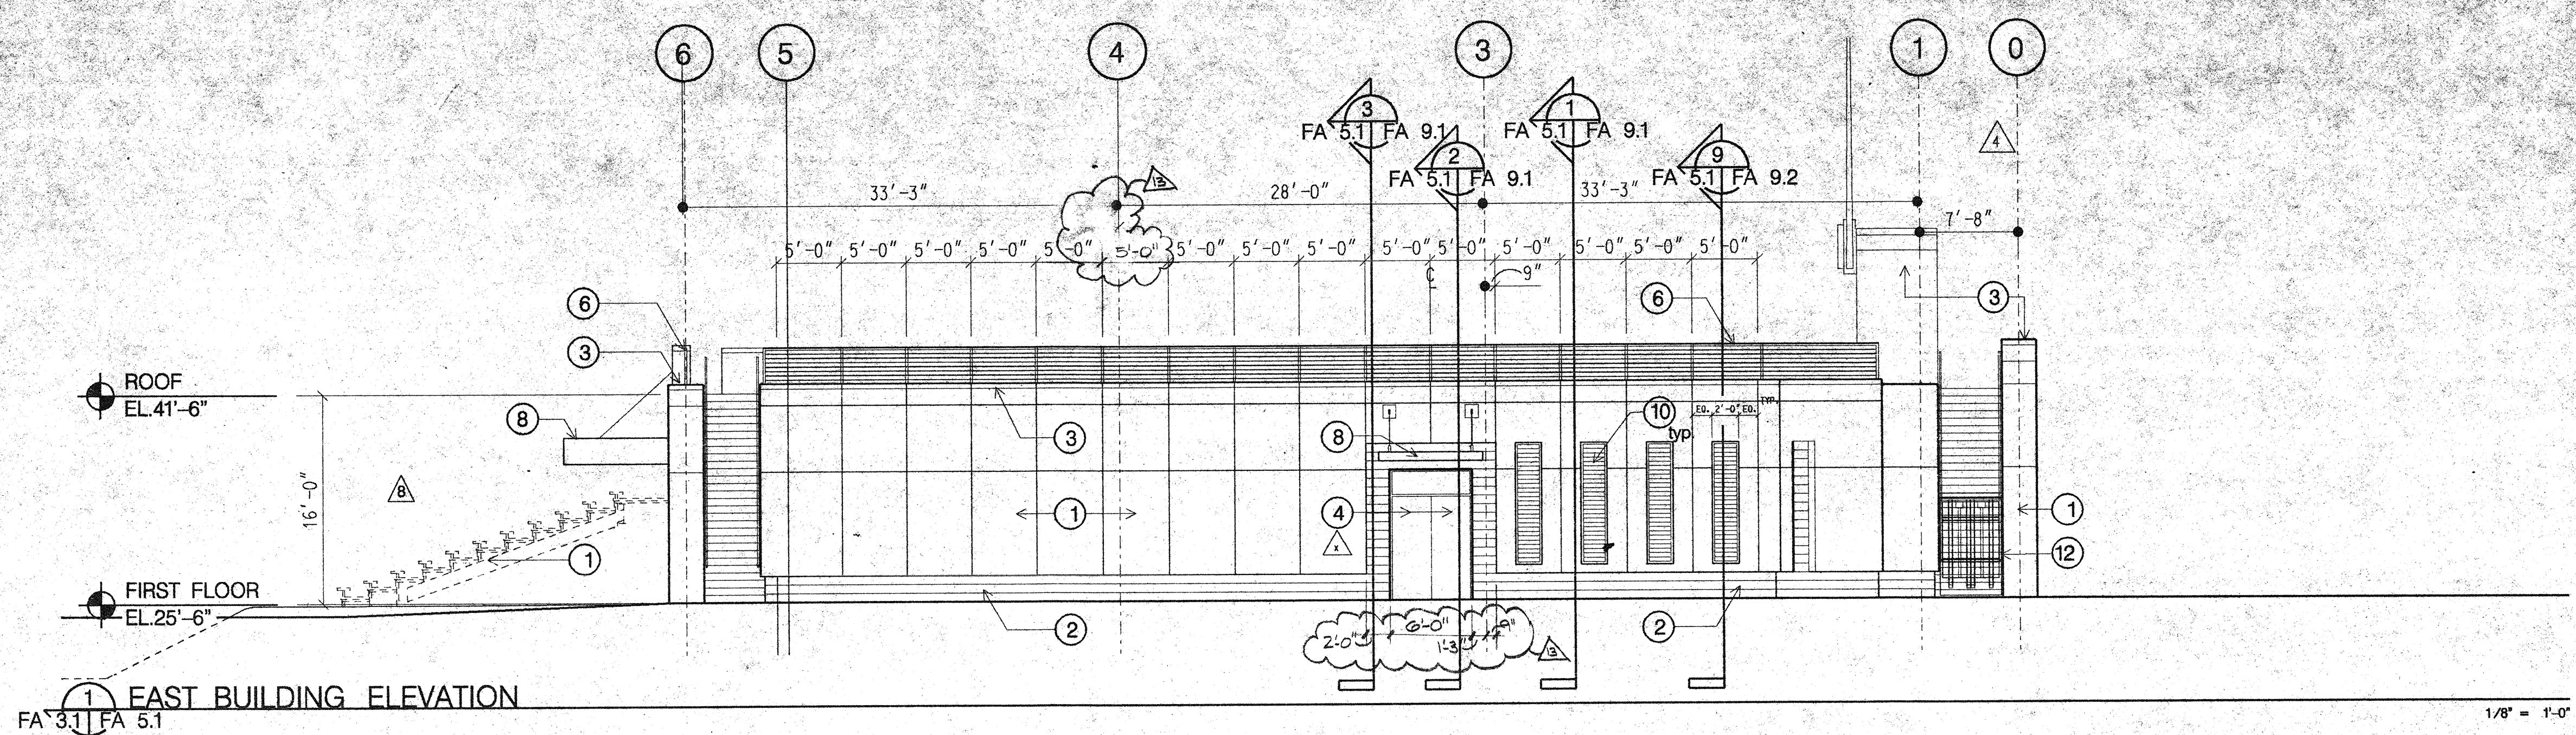 6 5 4 3 1 0
3
FA 5.1 FA 9.1
1
FA 5.1 FA 9.1
2
FA 5.1 FA 9.1
9
FA 5.1 FA 9.2
4
13
33'-3" 28'-0" 33'-3"
7'-8"
5'-0" 5'-0" 5'-0" 5'-0" 5'-0" 5'-0" 5'-0" 5'-0" 5'-0" 5'-0" 5'-0" 5'-0" 5'-0" 5'-0" 5'-0"
℄
9"
6
6
3
3
ROOF
EL.41'-6"
8
3
8
10
typ.
EQ. 2'-0" EQ.
TYP.
16'-0"
8
1
4
x
1
1
12
FIRST FLOOR
EL.25'-6"
2
2
2'-0" 6'-0" 1'-3" 9"
13
1
EAST BUILDING ELEVATION
FA 3.1 FA 5.1
1/8" = 1'-0"